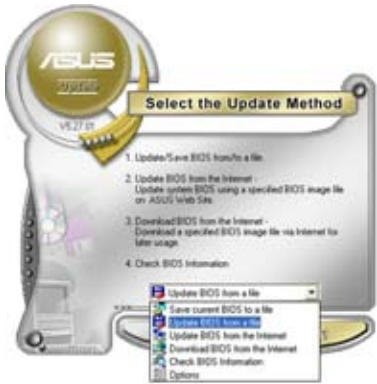 ASUS
Update
V5.27.01
Select the Update Method
1. Update/Save BIOS from/to a file.
2. Update BIOS from the Internet -
Update system BIOS using a specified BIOS image file
on ASUS Web Site.
3. Download BIOS from the Internet -
Download a specified BIOS image file via Internet for
later usage.
4. Check BIOS Information
Update BIOS from a file
Save current BIOS to a file
Update BIOS from a file
Update BIOS from the Internet
Download BIOS from the Internet
Check BIOS Information
Options